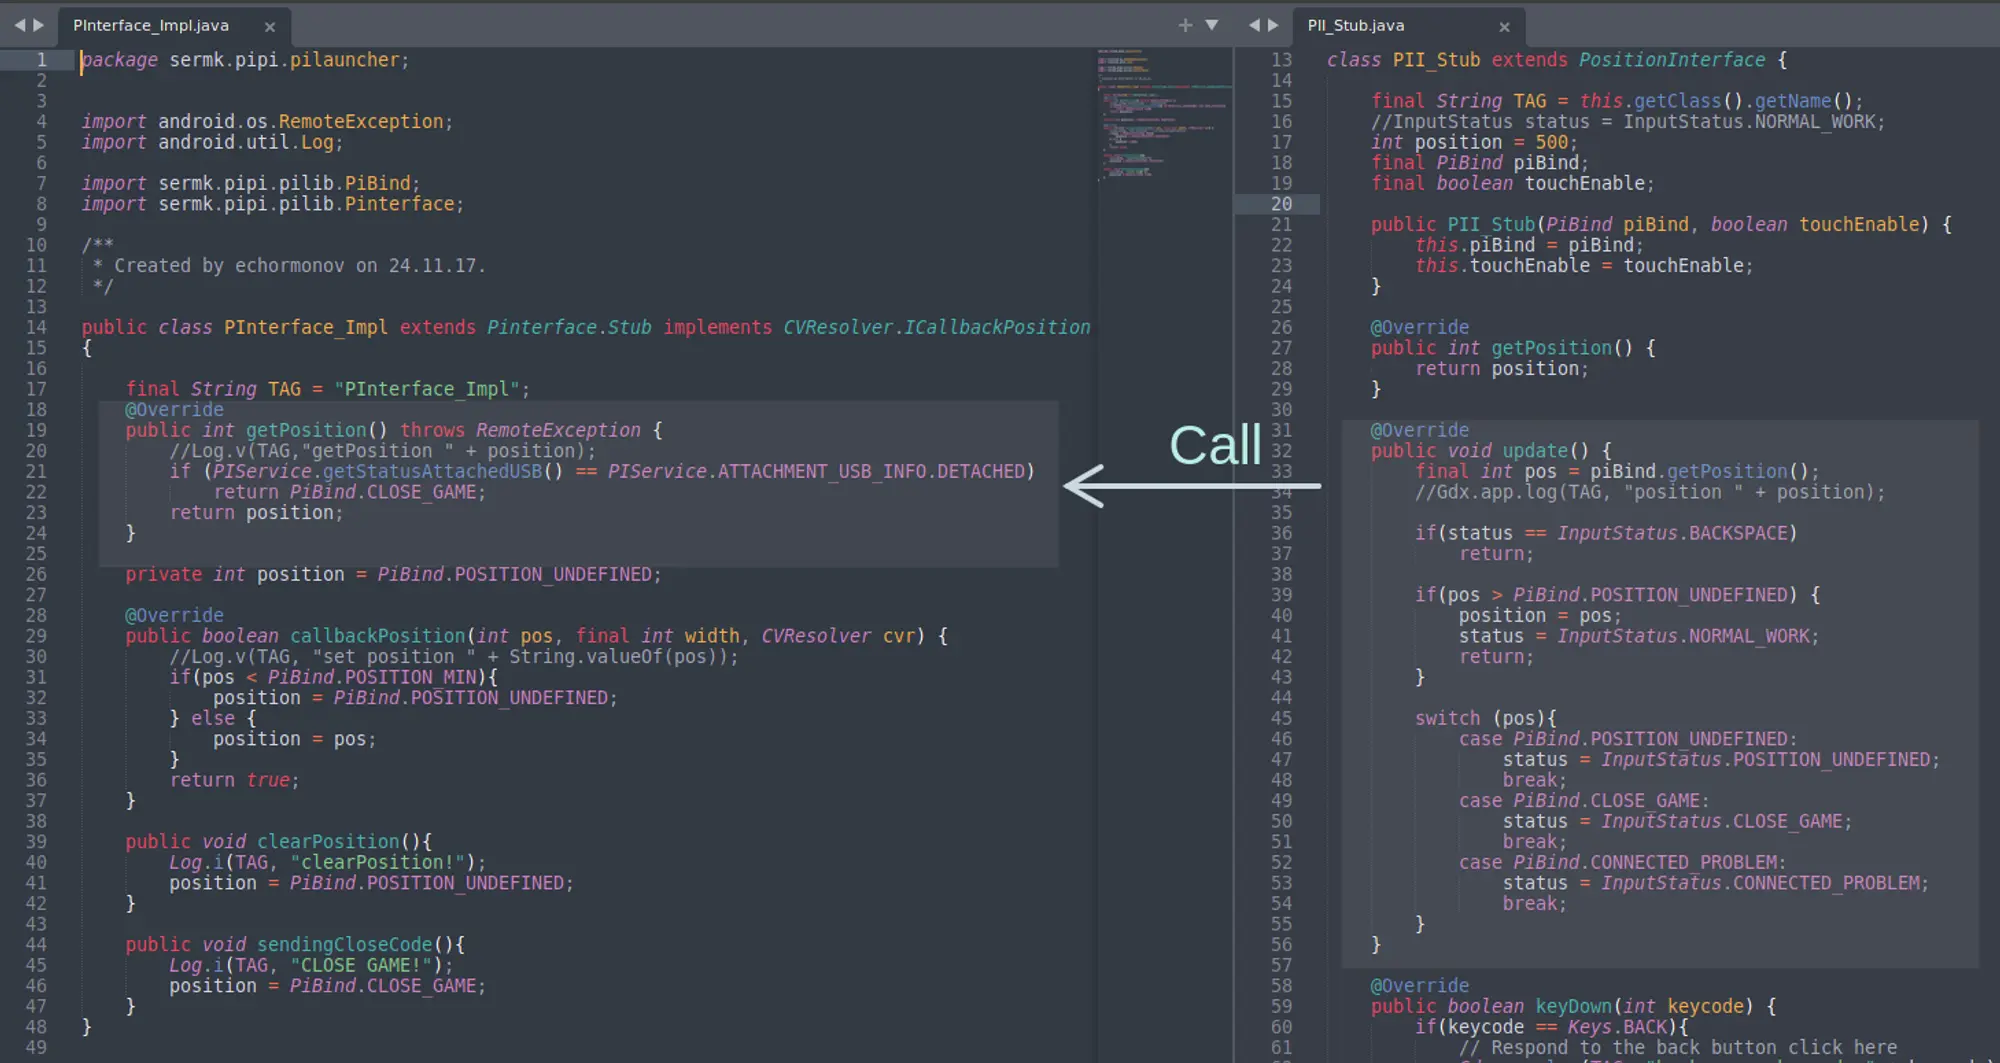 PInterface_Impl.java ×
1 package sermk.pipi.pilauncher;
2
3
4 import android.os.RemoteException;
5 import android.util.Log;
6
7 import sermk.pipi.pilib.PiBind;
8 import sermk.pipi.pilib.Pinterface;
9
10 /**
11 * Created by echormonov on 24.11.17.
12 */
13
14 public class PInterface_Impl extends Pinterface.Stub implements CVResolver.ICallbackPosition
15 {
16
17 final String TAG = "PInterface_Impl";
18 @Override
19 public int getPosition() throws RemoteException {
20 //Log.v(TAG,"getPosition " + position);
21 if (PIService.getStatusAttachedUSB() == PIService.ATTACHMENT_USB_INFO.DETACHED)
22 return PiBind.CLOSE_GAME;
23 return position;
24 }
25
26 private int position = PiBind.POSITION_UNDEFINED;
27
28 @Override
29 public boolean callbackPosition(int pos, final int width, CVResolver cvr) {
30 //Log.v(TAG, "set position " + String.valueOf(pos));
31 if(pos < PiBind.POSITION_MIN){
32 position = PiBind.POSITION_UNDEFINED;
33 } else {
34 position = pos;
35 }
36 return true;
37 }
38
39 public void clearPosition(){
40 Log.i(TAG, "clearPosition!");
41 position = PiBind.POSITION_UNDEFINED;
42 }
43
44 public void sendingCloseCode(){
45 Log.i(TAG, "CLOSE GAME!");
46 position = PiBind.CLOSE_GAME;
47 }
48 }
49
Call
PII_Stub.java ×
13 class PII_Stub extends PositionInterface {
14
15 final String TAG = this.getClass().getName();
16 //InputStatus status = InputStatus.NORMAL_WORK;
17 int position = 500;
18 final PiBind piBind;
19 final boolean touchEnable;
20
21 public PII_Stub(PiBind piBind, boolean touchEnable) {
22 this.piBind = piBind;
23 this.touchEnable = touchEnable;
24 }
25
26 @Override
27 public int getPosition() {
28 return position;
29 }
30
31 @Override
32 public void update() {
33 final int pos = piBind.getPosition();
34 //Gdx.app.log(TAG, "position " + position);
35
36 if(status == InputStatus.BACKSPACE)
37 return;
38
39 if(pos > PiBind.POSITION_UNDEFINED) {
40 position = pos;
41 status = InputStatus.NORMAL_WORK;
42 return;
43 }
44
45 switch (pos){
46 case PiBind.POSITION_UNDEFINED:
47 status = InputStatus.POSITION_UNDEFINED;
48 break;
49 case PiBind.CLOSE_GAME:
50 status = InputStatus.CLOSE_GAME;
51 break;
52 case PiBind.CONNECTED_PROBLEM:
53 status = InputStatus.CONNECTED_PROBLEM;
54 break;
55 }
56 }
57
58 @Override
59 public boolean keyDown(int keycode) {
60 if(keycode == Keys.BACK){
61 // Respond to the back button click here